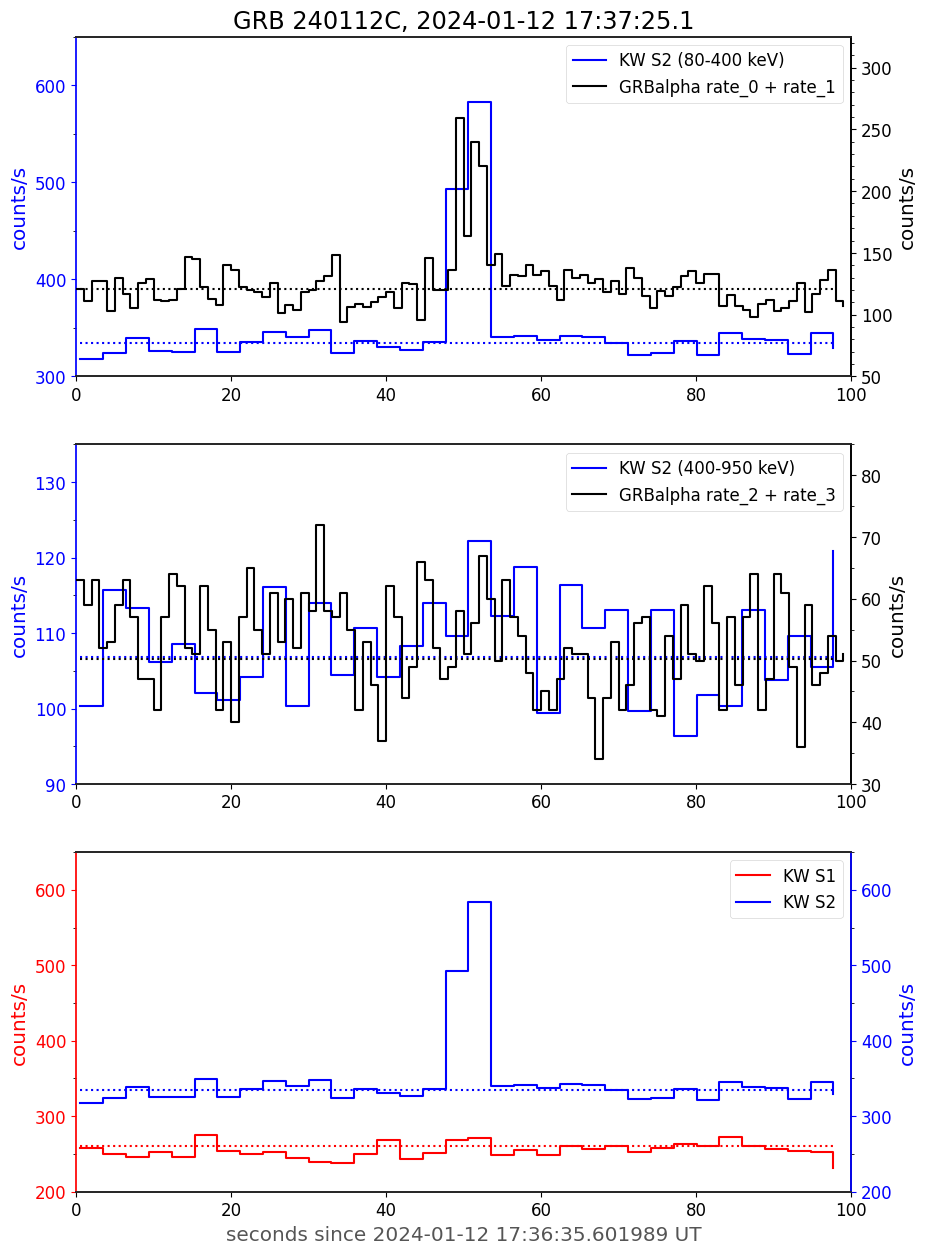 GRB 240112C, 2024-01-12 17:37:25.1
KW S2 (80-400 keV)
GRBalpha rate_0 + rate_1
counts/s
counts/s
600
500
400
300
300
250
200
150
100
50
0 20 40 60 80 100
KW S2 (400-950 keV)
GRBalpha rate_2 + rate_3
counts/s
counts/s
130
120
110
100
90
80
70
60
50
40
30
0 20 40 60 80 100
KW S1
KW S2
counts/s
counts/s
600
500
400
300
200
600
500
400
300
200
0 20 40 60 80 100
seconds since 2024-01-12 17:36:35.601989 UT